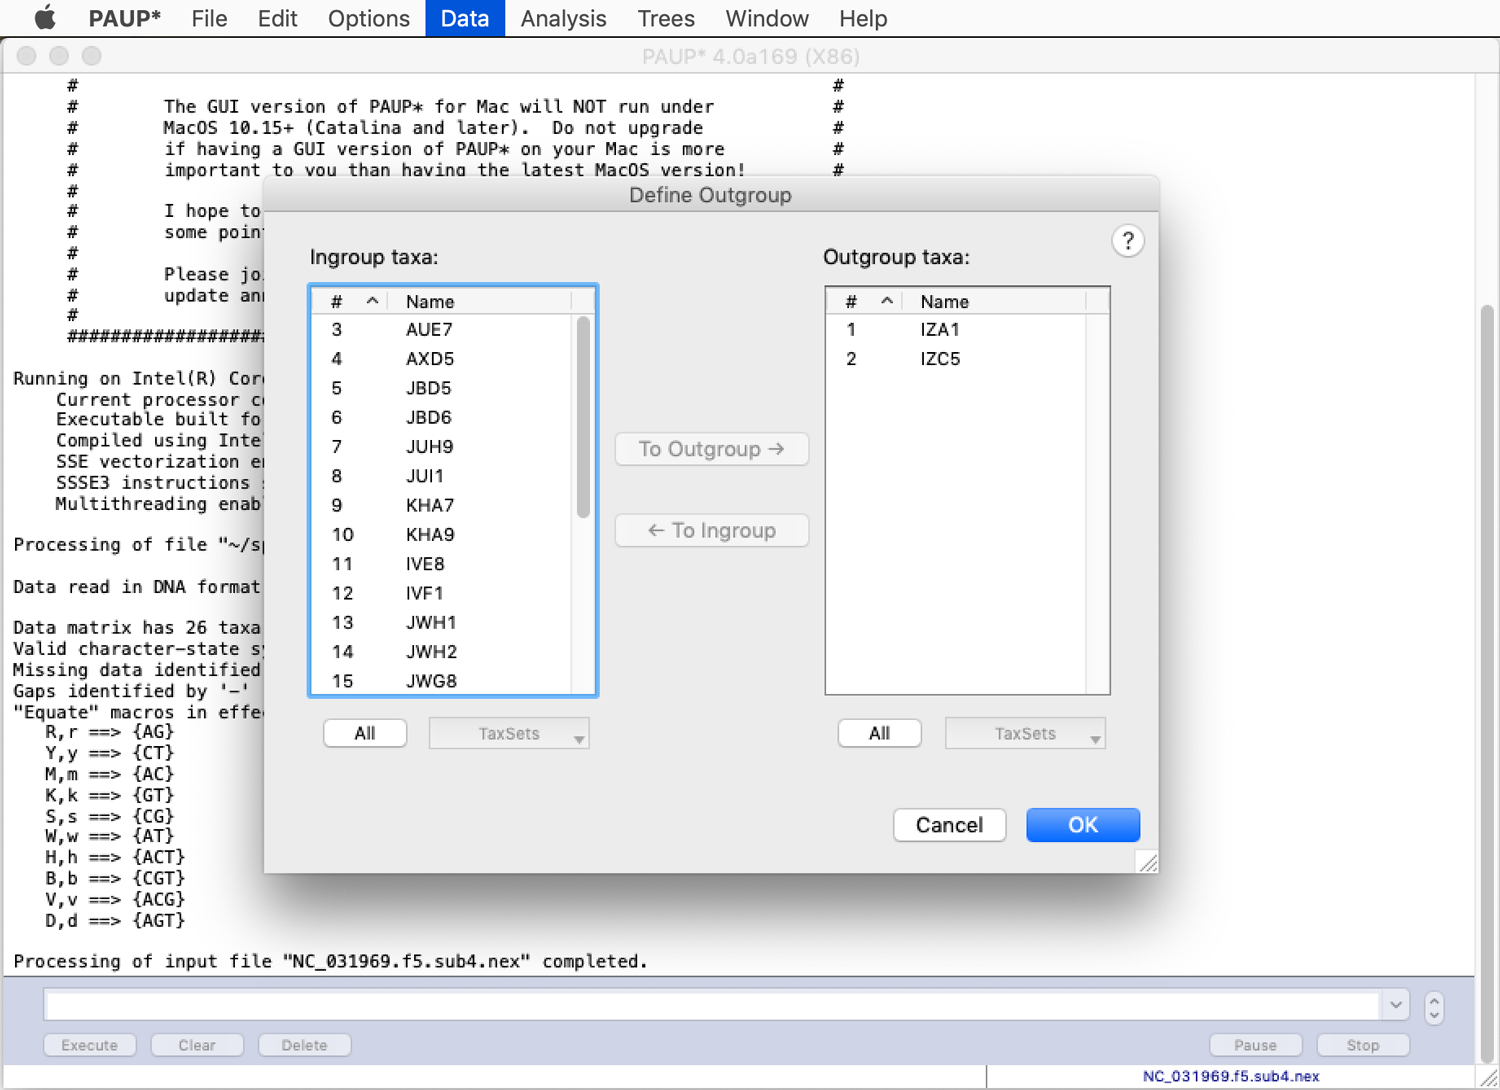 PAUP* File Edit Options Data Analysis Trees Window Help
PAUP* 4.0a169 (X86)
# #
# The GUI version of PAUP* for Mac will NOT run under #
# MacOS 10.15+ (Catalina and later). Do not upgrade #
# if having a GUI version of PAUP* on your Mac is more #
# important to you than having the latest MacOS version! #
#
# I hope to
# some poin
#
# Please jo
# update an
#
###################
Running on Intel(R) Cor
Current processor c
Executable built fo
Compiled using Inte
SSE vectorization e
SSSE3 instructions
Multithreading enab
Processing of file "~/s
Data read in DNA format
Data matrix has 26 taxa
Valid character-state s
Missing data identified
Gaps identified by '-'
"Equate" macros in effe
R,r ==> {AG}
Y,y ==> {CT}
M,m ==> {AC}
K,k ==> {GT}
S,s ==> {CG}
W,w ==> {AT}
H,h ==> {ACT}
B,b ==> {CGT}
V,v ==> {ACG}
D,d ==> {AGT}
Processing of input file "NC_031969.f5.sub4.nex" completed.
Define Outgroup
?
Ingroup taxa:
# Name
3 AUE7
4 AXD5
5 JBD5
6 JBD6
7 JUH9
8 JUI1
9 KHA7
10 KHA9
11 IVE8
12 IVF1
13 JWH1
14 JWH2
15 JWG8
All TaxSets
To Outgroup →
← To Ingroup
Outgroup taxa:
# Name
1 IZA1
2 IZC5
All TaxSets
Cancel OK
Execute Clear Delete Pause Stop
NC_031969.f5.sub4.nex